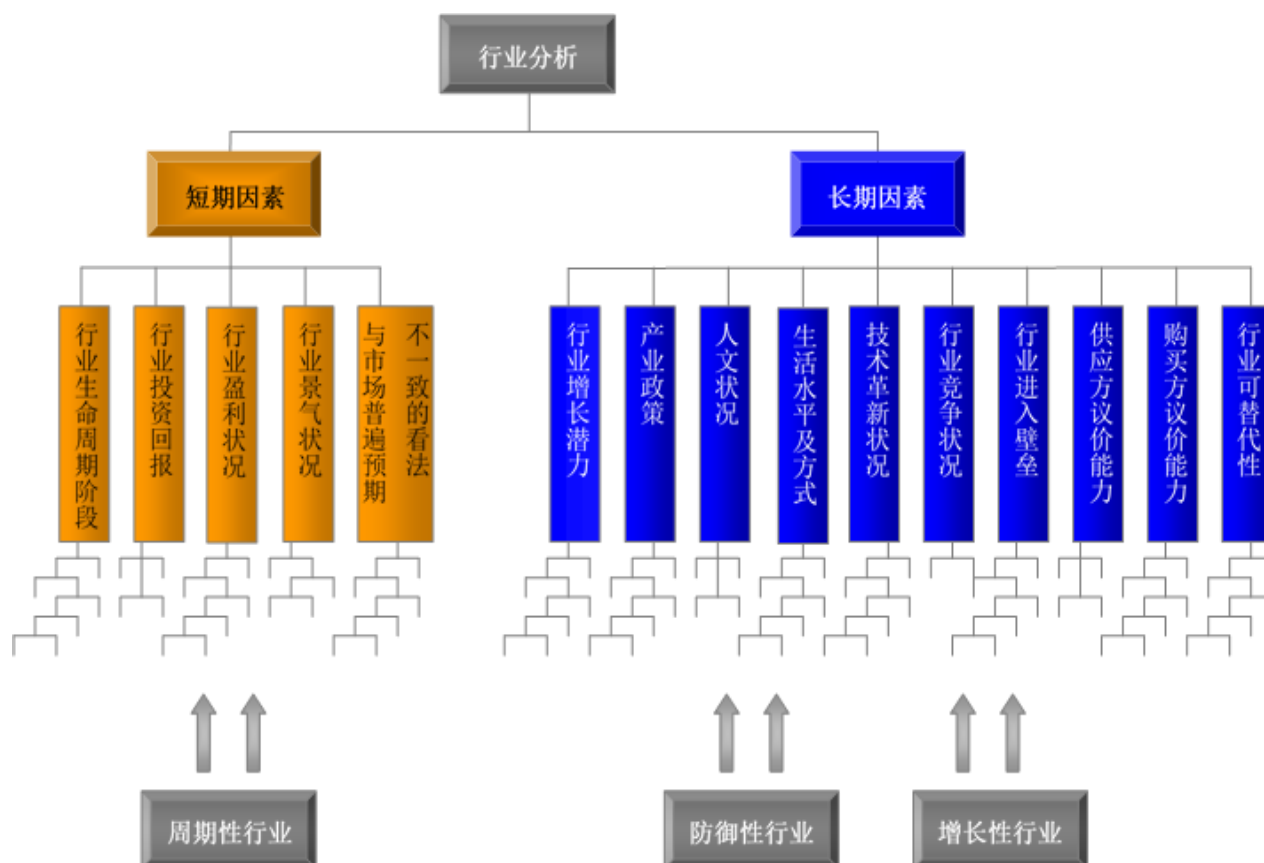 行业分析
短期因素
长期因素
行业生命周期阶段
行业投资回报
行业盈利状况
行业景气状况
与市场普遍预期
不一致的看法
行业增长潜力
产业政策
人文状况
生活水平及方式
技术革新状况
行业竞争状况
行业进入壁垒
供应方议价能力
购买方议价能力
行业可替代性
周期性行业
防御性行业
增长性行业